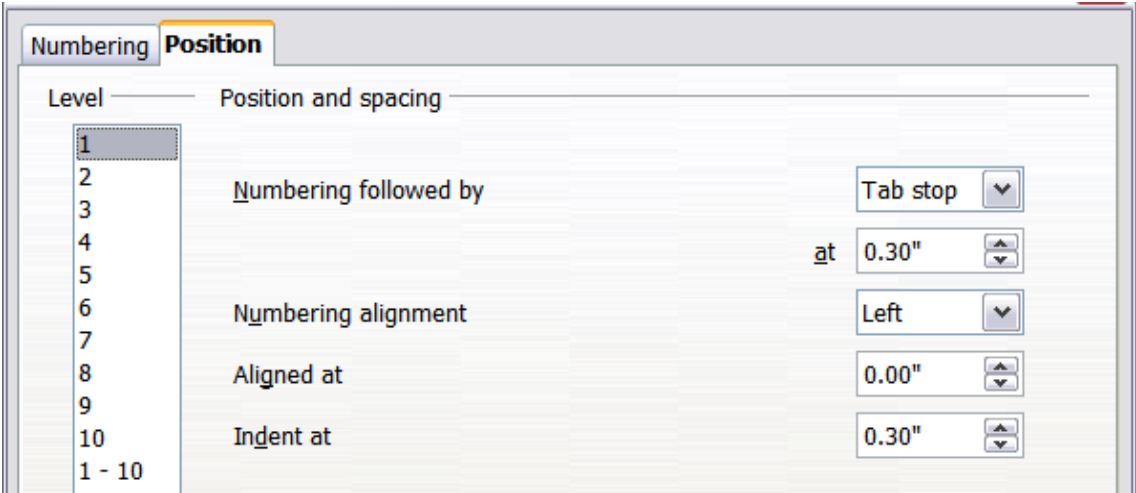 Numbering Position
Level Position and spacing
1
2
3
4
5
6
7
8
9
10
1 - 10
Numbering followed by Tab stop
at 0.30"
Numbering alignment Left
Aligned at 0.00"
Indent at 0.30"